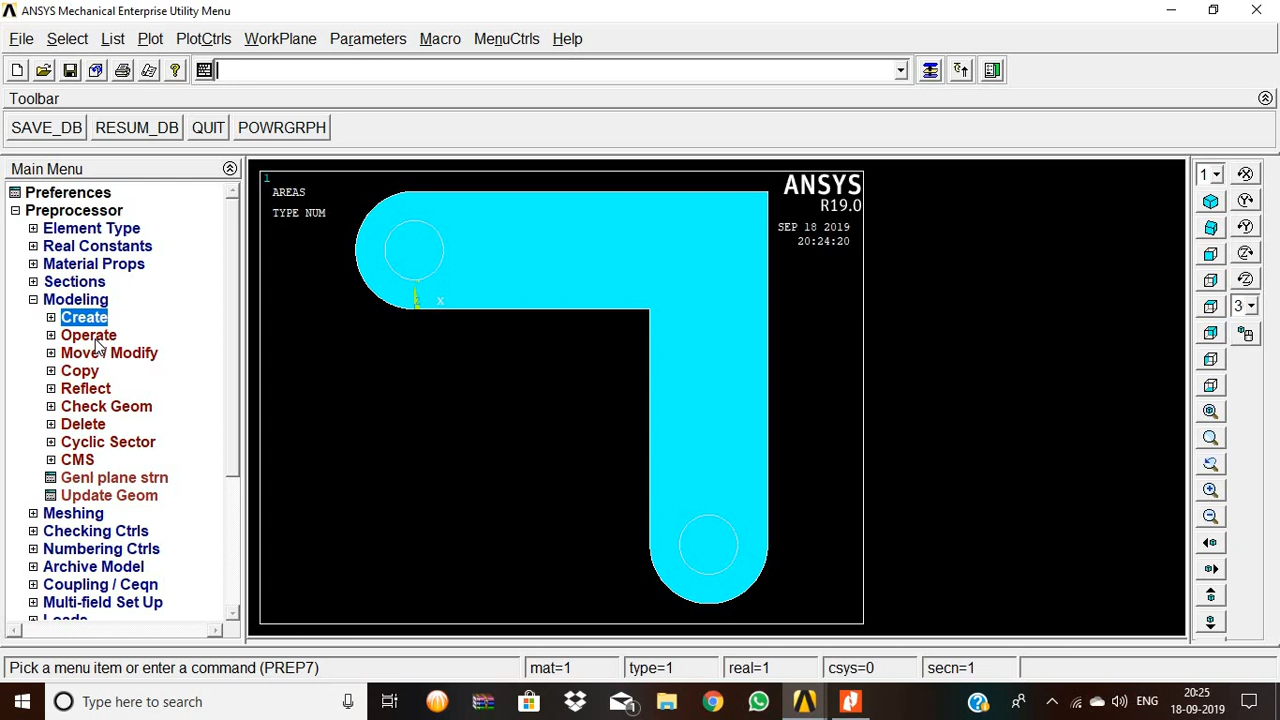 ANSYS Mechanical Enterprise Utility Menu
File Select List Plot PlotCtrls WorkPlane Parameters Macro MenuCtrls Help
Toolbar
SAVE_DB RESUM_DB QUIT POWRGRPH
Main Menu
Preferences
Preprocessor
Element Type
Real Constants
Material Props
Sections
Modeling
Create
Operate
Move / Modify
Copy
Reflect
Check Geom
Delete
Cyclic Sector
CMS
Genl plane strn
Update Geom
Meshing
Checking Ctrls
Numbering Ctrls
Archive Model
Coupling / Ceqn
Multi-field Set Up
Loads
1
AREAS
TYPE NUM
ANSYS
R19.0
SEP 18 2019
20:24:20
X
1
3
Pick a menu item or enter a command (PREP7) mat=1 type=1 real=1 csys=0 secn=1
Type here to search
1
ENG
20:25
18-09-2019